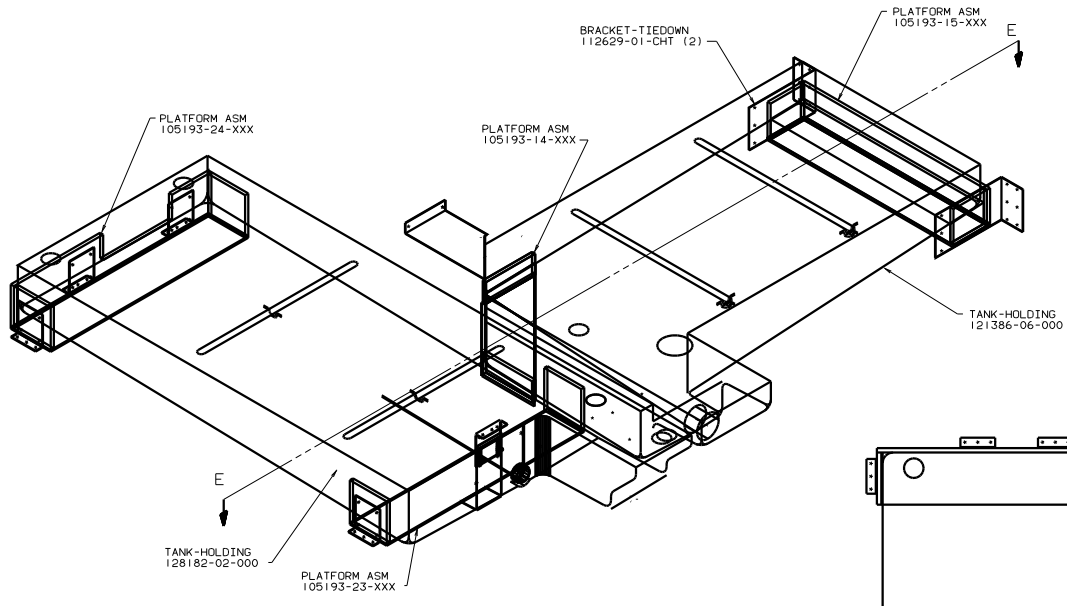 PLATFORM ASM
105193-15-XXX
E
BRACKET-TIEDOWN
112629-01-CHT (2)
PLATFORM ASM
105193-24-XXX
PLATFORM ASM
105193-14-XXX
TANK-HOLDING
121386-06-000
E
TANK-HOLDING
128182-02-000
PLATFORM ASM
105193-23-XXX